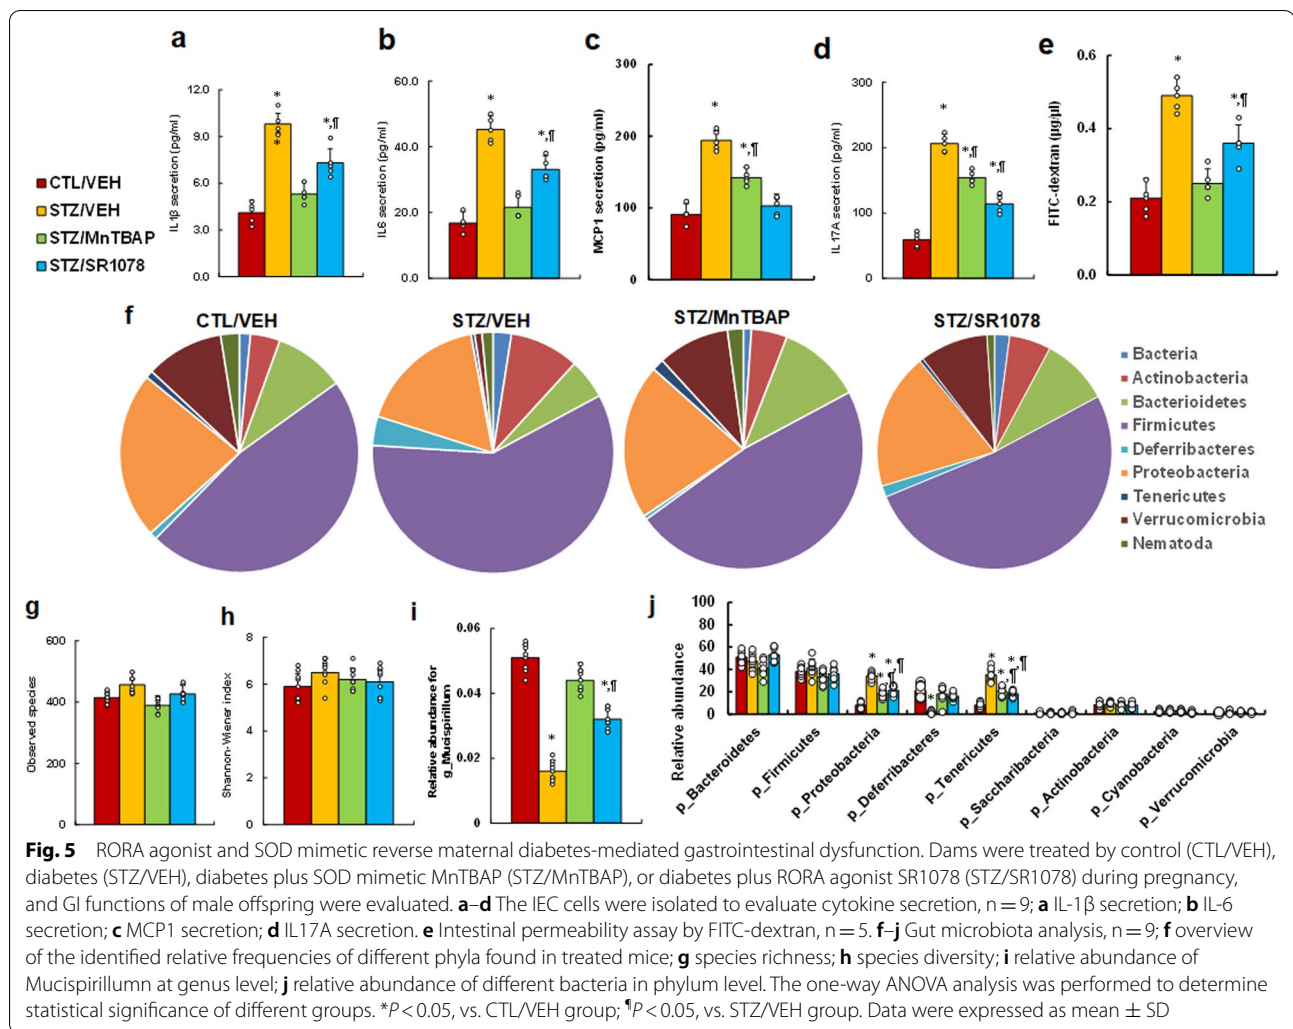 a
b
c
d
e
CTL/VEH
STZ/VEH
STZ/MnTBAP
STZ/SR1078
IL1β secretion (pg/ml)
12.0
9.0
6.0
3.0
0.0
*
*
*,¶
IL6 secretion (pg/ml)
60.0
40.0
20.0
0.0
*
*,¶
MCP1 secretion (pg/ml)
300
200
100
0
*
*,¶
IL17A secretion (pg/ml)
300
200
100
0
*
*,¶
*,¶
FITC-dextran (µg/µl)
0.6
0.4
0.2
0.0
*
*,¶
f
CTL/VEH
STZ/VEH
STZ/MnTBAP
STZ/SR1078
Bacteria
Actinobacteria
Bacterioidetes
Firmicutes
Deferribacteres
Proteobacteria
Tenericutes
Verrucomicrobia
Nematoda
g
Observed species
600
400
200
0
h
Shannon-Wiener index
8
6
4
2
0
i
Relative abundance for
g_Mucispirillum
0.06
0.04
0.02
0
*
*,¶
j
Relative abundance
100
80
60
40
20
0
*
*
*,¶
*
*
*
*,¶
¶
p_Bacteroidetes
p_Firmicutes
p_Proteobacteria
p_Deferribacteres
p_Tenericutes
p_Saccharibacteria
p_Actinobacteria
p_Cyanobacteria
p_Verrucomicrobia
Fig. 5 RORA agonist and SOD mimetic reverse maternal diabetes-mediated gastrointestinal dysfunction. Dams were treated by control (CTL/VEH),
diabetes (STZ/VEH), diabetes plus SOD mimetic MnTBAP (STZ/MnTBAP), or diabetes plus RORA agonist SR1078 (STZ/SR1078) during pregnancy,
and GI functions of male offspring were evaluated. a–d The IEC cells were isolated to evaluate cytokine secretion, n = 9; a IL-1β secretion; b IL-6
secretion; c MCP1 secretion; d IL17A secretion. e Intestinal permeability assay by FITC-dextran, n = 5. f–j Gut microbiota analysis, n = 9; f overview
of the identified relative frequencies of different phyla found in treated mice; g species richness; h species diversity; i relative abundance of
Mucispirillumn at genus level; j relative abundance of different bacteria in phylum level. The one-way ANOVA analysis was performed to determine
statistical significance of different groups. *P < 0.05, vs. CTL/VEH group; ¶P < 0.05, vs. STZ/VEH group. Data were expressed as mean ± SD